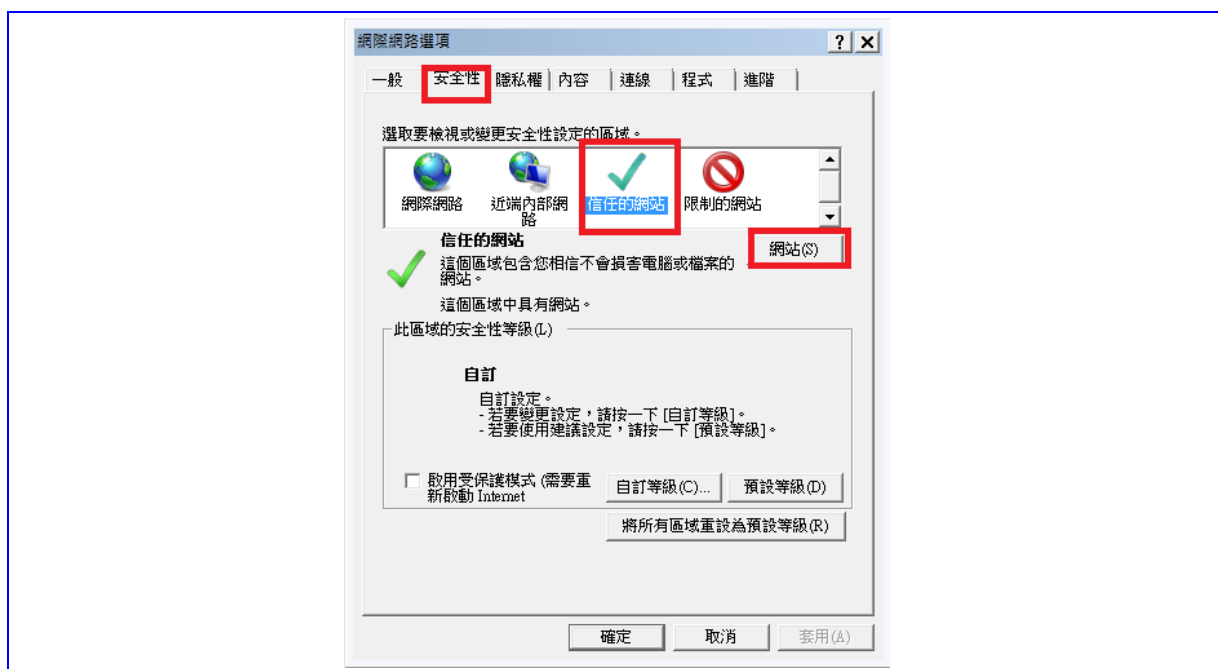 網際網路選項
一般 安全性 隱私權 內容 連線 程式 進階
選取要檢視或變更安全性設定的區域。
網際網路 近端內部網路 信任的網站 限制的網站
信任的網站
網站(S)
這個區域包含您相信不會損害電腦或檔案的
網站。
這個區域中具有網站。
此區域的安全性等級(L)
自訂
自訂設定。
- 若要變更設定，請按一下 [自訂等級]。
- 若要使用建議設定，請按一下 [預設等級]。
啟用受保護模式 (需要重
新啟動 Internet
自訂等級(C)... 預設等級(D)
將所有區域重設為預設等級(R)
確定 取消 套用(A)